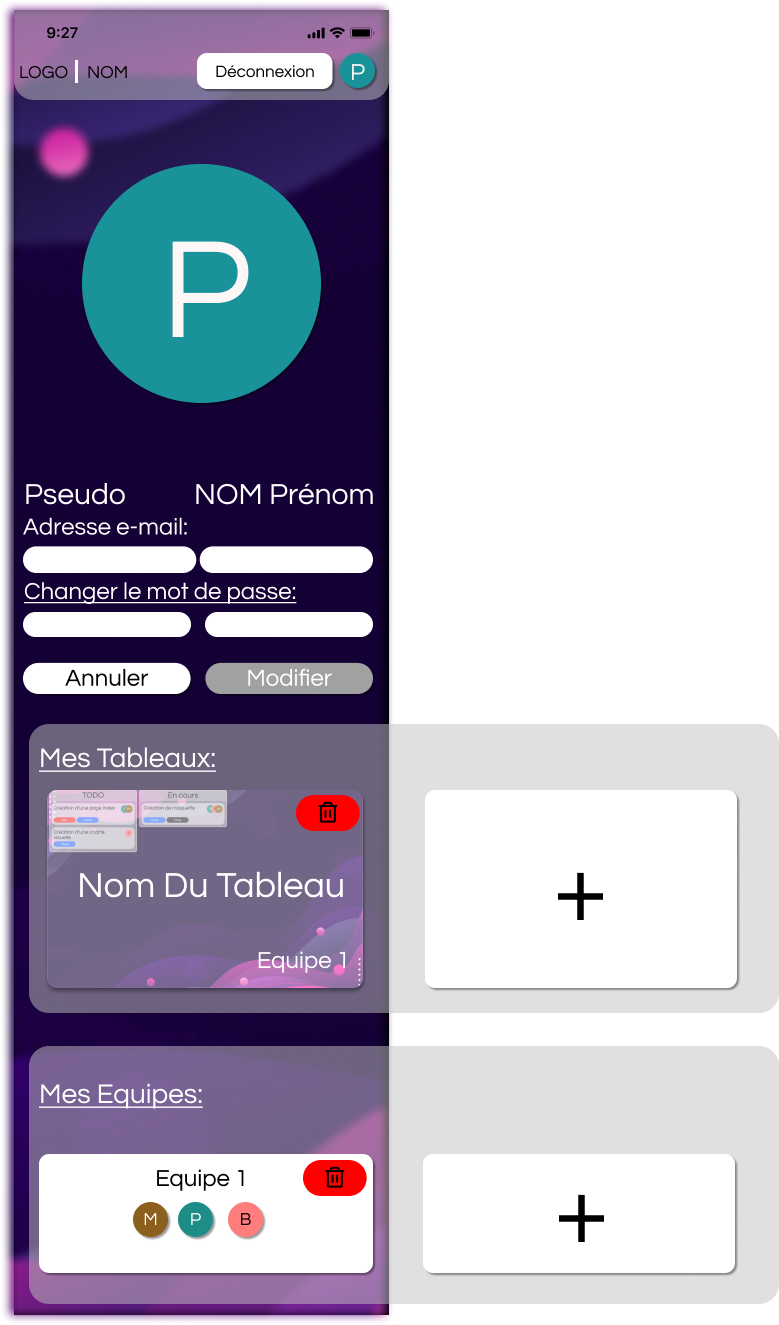 9:27
LOGO NOM
Déconnexion
P
P
Pseudo
NOM Prénom
Adresse e-mail:
Changer le mot de passe:
Annuler
Modifier
Mes Tableaux:
TODO
En cours
Création d'une page index
Création de maquette
Création d'une charte
visuelle
Nom Du Tableau
Equipe 1
+
Mes Equipes:
Equipe 1
M P B
+